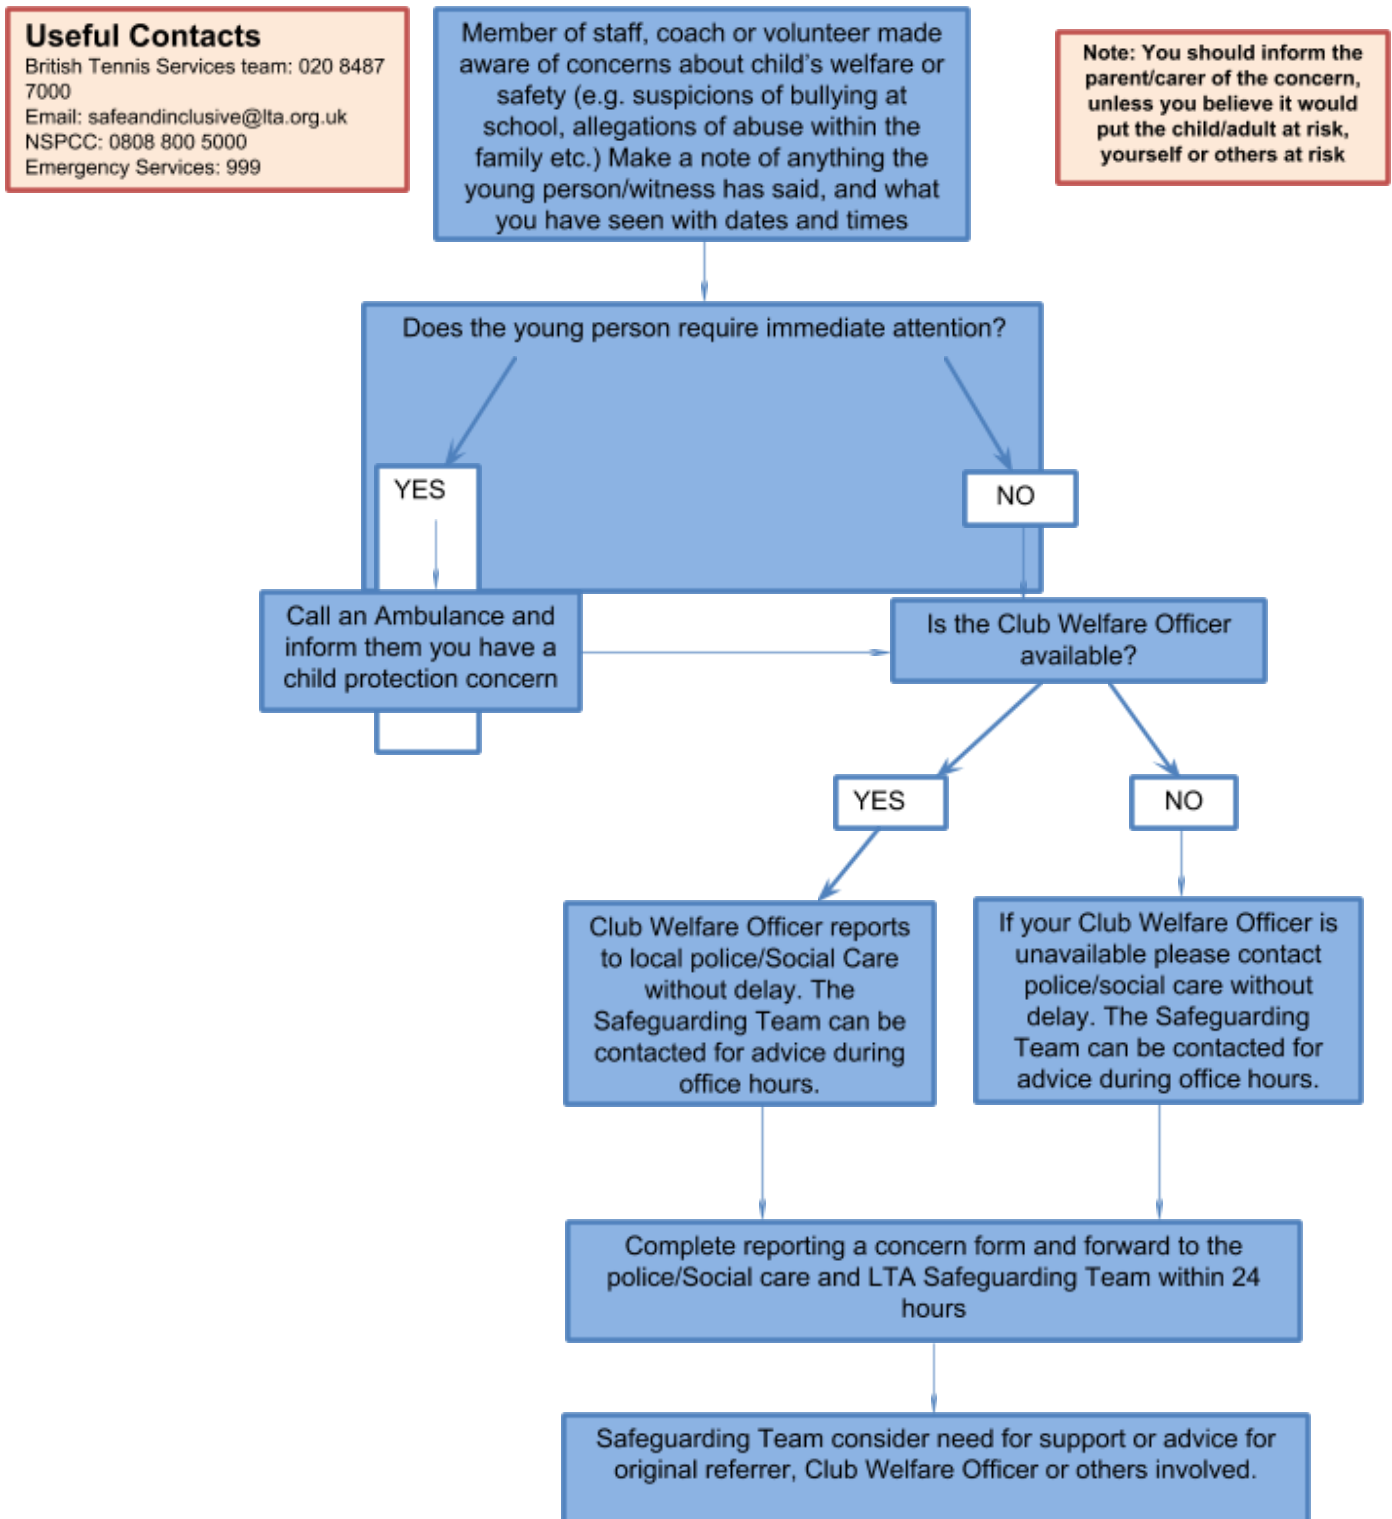 Useful Contacts
British Tennis Services team: 020 8487
7000
Email: safeandinclusive@lta.org.uk
NSPCC: 0808 800 5000
Emergency Services: 999
Member of staff, coach or volunteer made
aware of concerns about child's welfare or
safety (e.g. suspicions of bullying at
school, allegations of abuse within the
family etc.) Make a note of anything the
young person/witness has said, and what
you have seen with dates and times
Note: You should inform the
parent/carer of the concern,
unless you believe it would
put the child/adult at risk,
yourself or others at risk
Does the young person require immediate attention?
YES
NO
Call an Ambulance and
inform them you have a
child protection concern
Is the Club Welfare Officer
available?
YES
NO
Club Welfare Officer reports
to local police/Social Care
without delay. The
Safeguarding Team can be
contacted for advice during
office hours.
If your Club Welfare Officer is
unavailable please contact
police/social care without
delay. The Safeguarding
Team can be contacted for
advice during office hours.
Complete reporting a concern form and forward to the
police/Social care and LTA Safeguarding Team within 24
hours
Safeguarding Team consider need for support or advice for
original referrer, Club Welfare Officer or others involved.